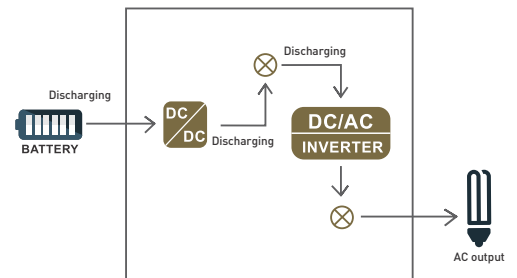 Discharging
Discharging
BATTERY
DC
DC
Discharging
DC/AC
INVERTER
AC output